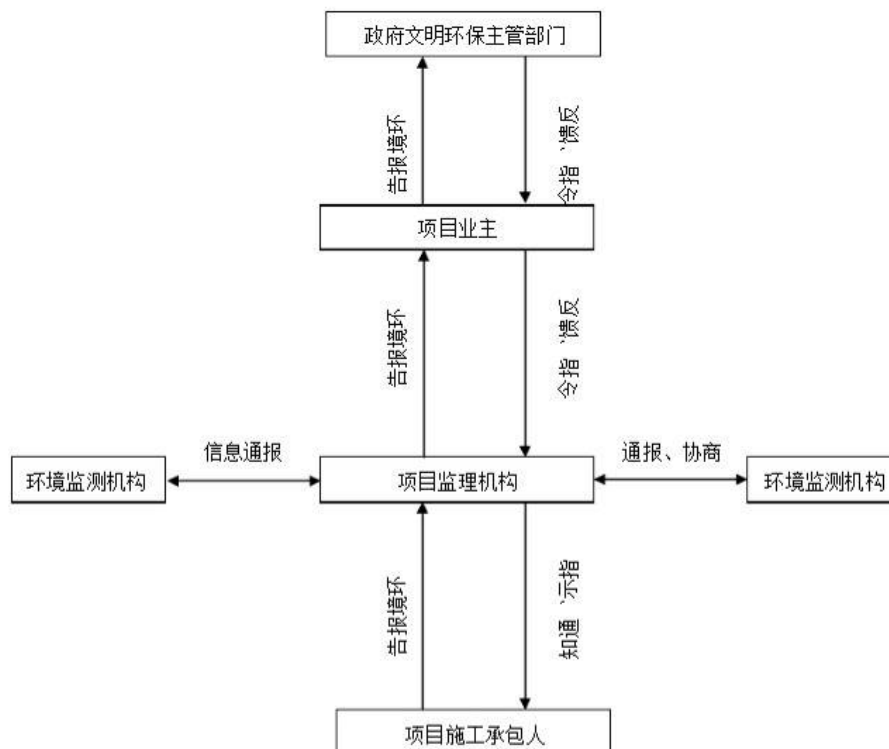 政府文明环保主管部门
环境报告
反馈、指令
项目业主
环境报告
反馈、指令
信息通报
通报、协商
环境监测机构
项目监理机构
环境监测机构
环境报告
指示、通知
项目施工承包人